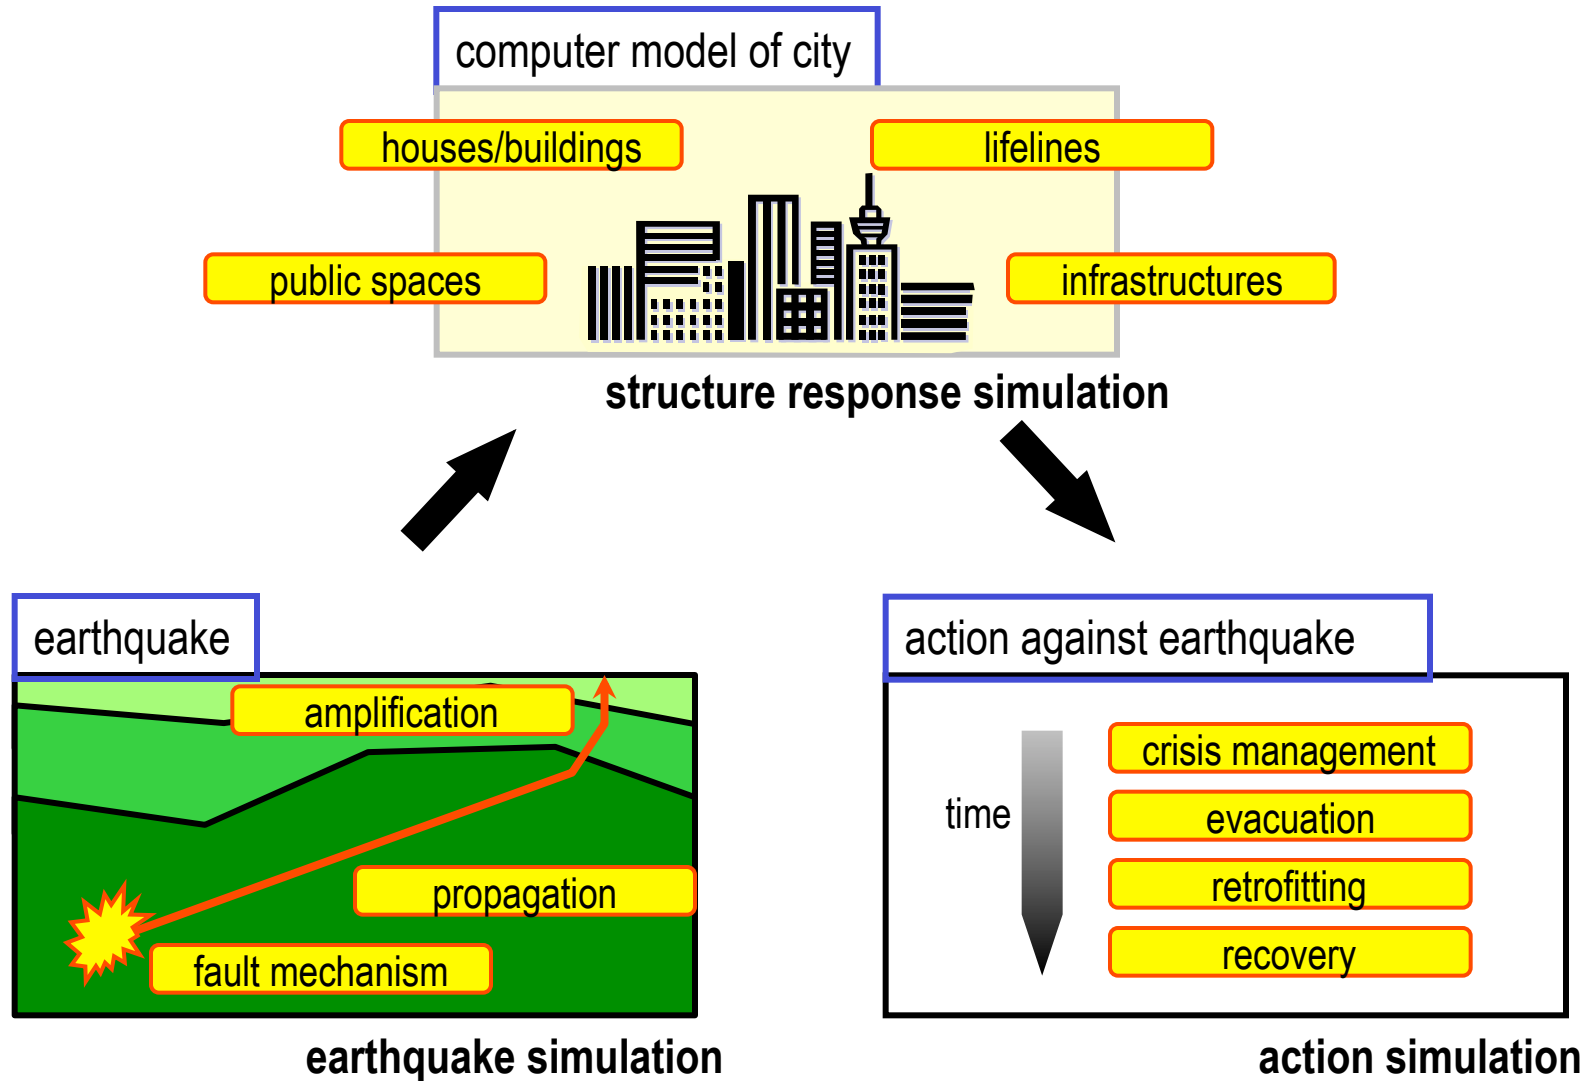 computer model of city
houses/buildings
lifelines
public spaces
infrastructures
structure response simulation
earthquake
amplification
propagation
fault mechanism
earthquake simulation
action against earthquake
time
crisis management
evacuation
retrofitting
recovery
action simulation